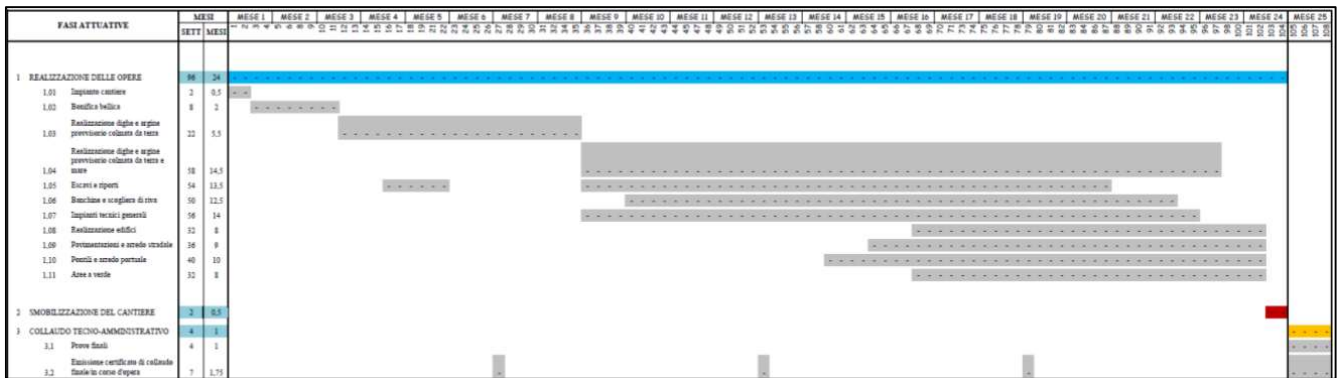 FASI ATTUATIVE MESI MESE 1 MESE 2 MESE 3 MESE 4 MESE 5 MESE 6 MESE 7 MESE 8 MESE 9 MESE 10 MESE 11 MESE 12 MESE 13 MESE 14 MESE 15 MESE 16 MESE 17 MESE 18 MESE 19 MESE 20 MESE 21 MESE 22 MESE 23 MESE 24 MESE 25
SETT MESI
1 REALIZZAZIONE DELLE OPERE 96 24
1,01 Impianto cantiere 2 0,5
1,02 Bonifica bellica 8 2
Realizzazione dighe e argine
provvisorio colmata da terra
1,03 22 5,5
Realizzazione dighe e argine
provvisorio colmata da terra e
1,04 mare 58 14,5
1,05 Escavi e riporti 54 13,5
1,06 Banchine e scogliera di riva 50 12,5
1,07 Impianti tecnici generali 56 14
1,08 Realizzazione edifici 32 8
1,09 Pavimentazioni e arredo stradale 36 9
1,10 Pontili e arredo portuale 40 10
1,11 Aree a verde 32 8
2 SMOBILIZZAZIONE DEL CANTIERE 2 0,5
3 COLLAUDO TECNO-AMMINISTRATIVO 4 1
3,1 Prove finali 4 1
Emissione certificato di collaudo
3,2 finale in corso d'opera 7 1,75